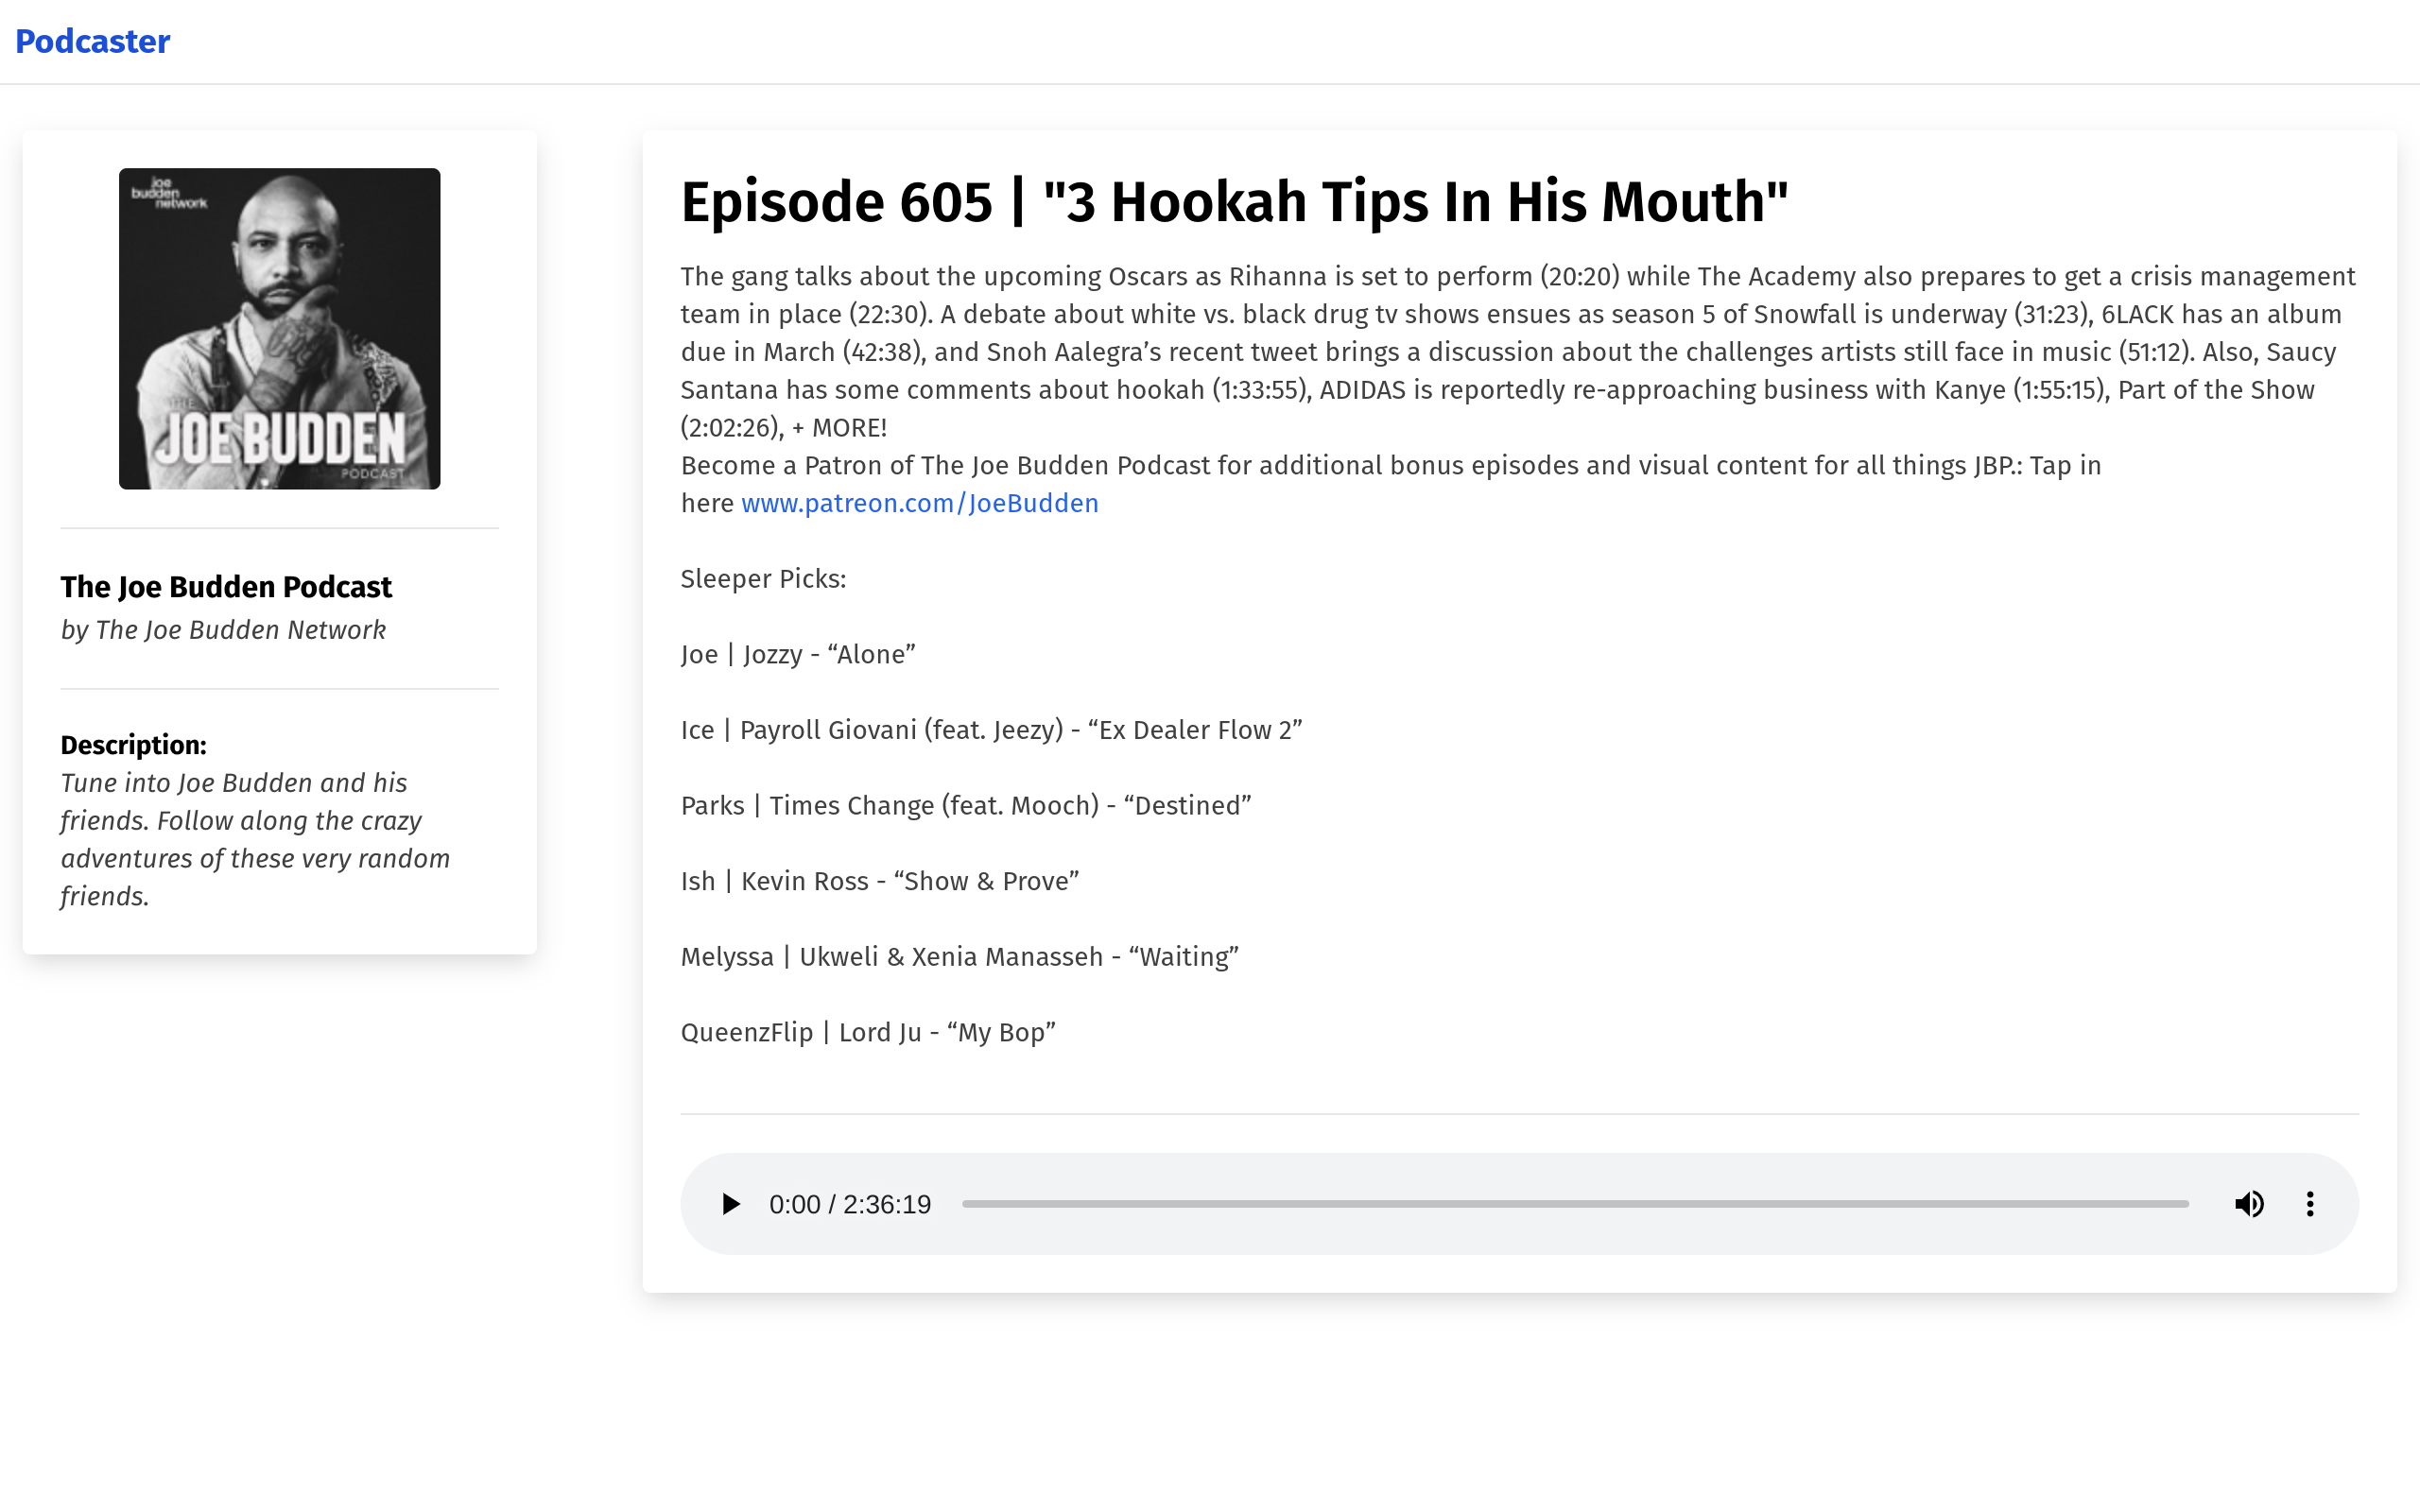 Podcaster
joe
budden
network
THE
JOE BUDDEN
PODCAST
The Joe Budden Podcast
by The Joe Budden Network
Description:
Tune into Joe Budden and his
friends. Follow along the crazy
adventures of these very random
friends.
Episode 605 | "3 Hookah Tips In His Mouth"
The gang talks about the upcoming Oscars as Rihanna is set to perform (20:20) while The Academy also prepares to get a crisis management
team in place (22:30). A debate about white vs. black drug tv shows ensues as season 5 of Snowfall is underway (31:23), 6LACK has an album
due in March (42:38), and Snoh Aalegra’s recent tweet brings a discussion about the challenges artists still face in music (51:12). Also, Saucy
Santana has some comments about hookah (1:33:55), ADIDAS is reportedly re-approaching business with Kanye (1:55:15), Part of the Show
(2:02:26), + MORE!
Become a Patron of The Joe Budden Podcast for additional bonus episodes and visual content for all things JBP.: Tap in
here www.patreon.com/JoeBudden
Sleeper Picks:
Joe | Jozzy - “Alone”
Ice | Payroll Giovani (feat. Jeezy) - “Ex Dealer Flow 2”
Parks | Times Change (feat. Mooch) - “Destined”
Ish | Kevin Ross - “Show & Prove”
Melyssa | Ukweli & Xenia Manasseh - “Waiting”
QueenzFlip | Lord Ju - “My Bop”
0:00 / 2:36:19